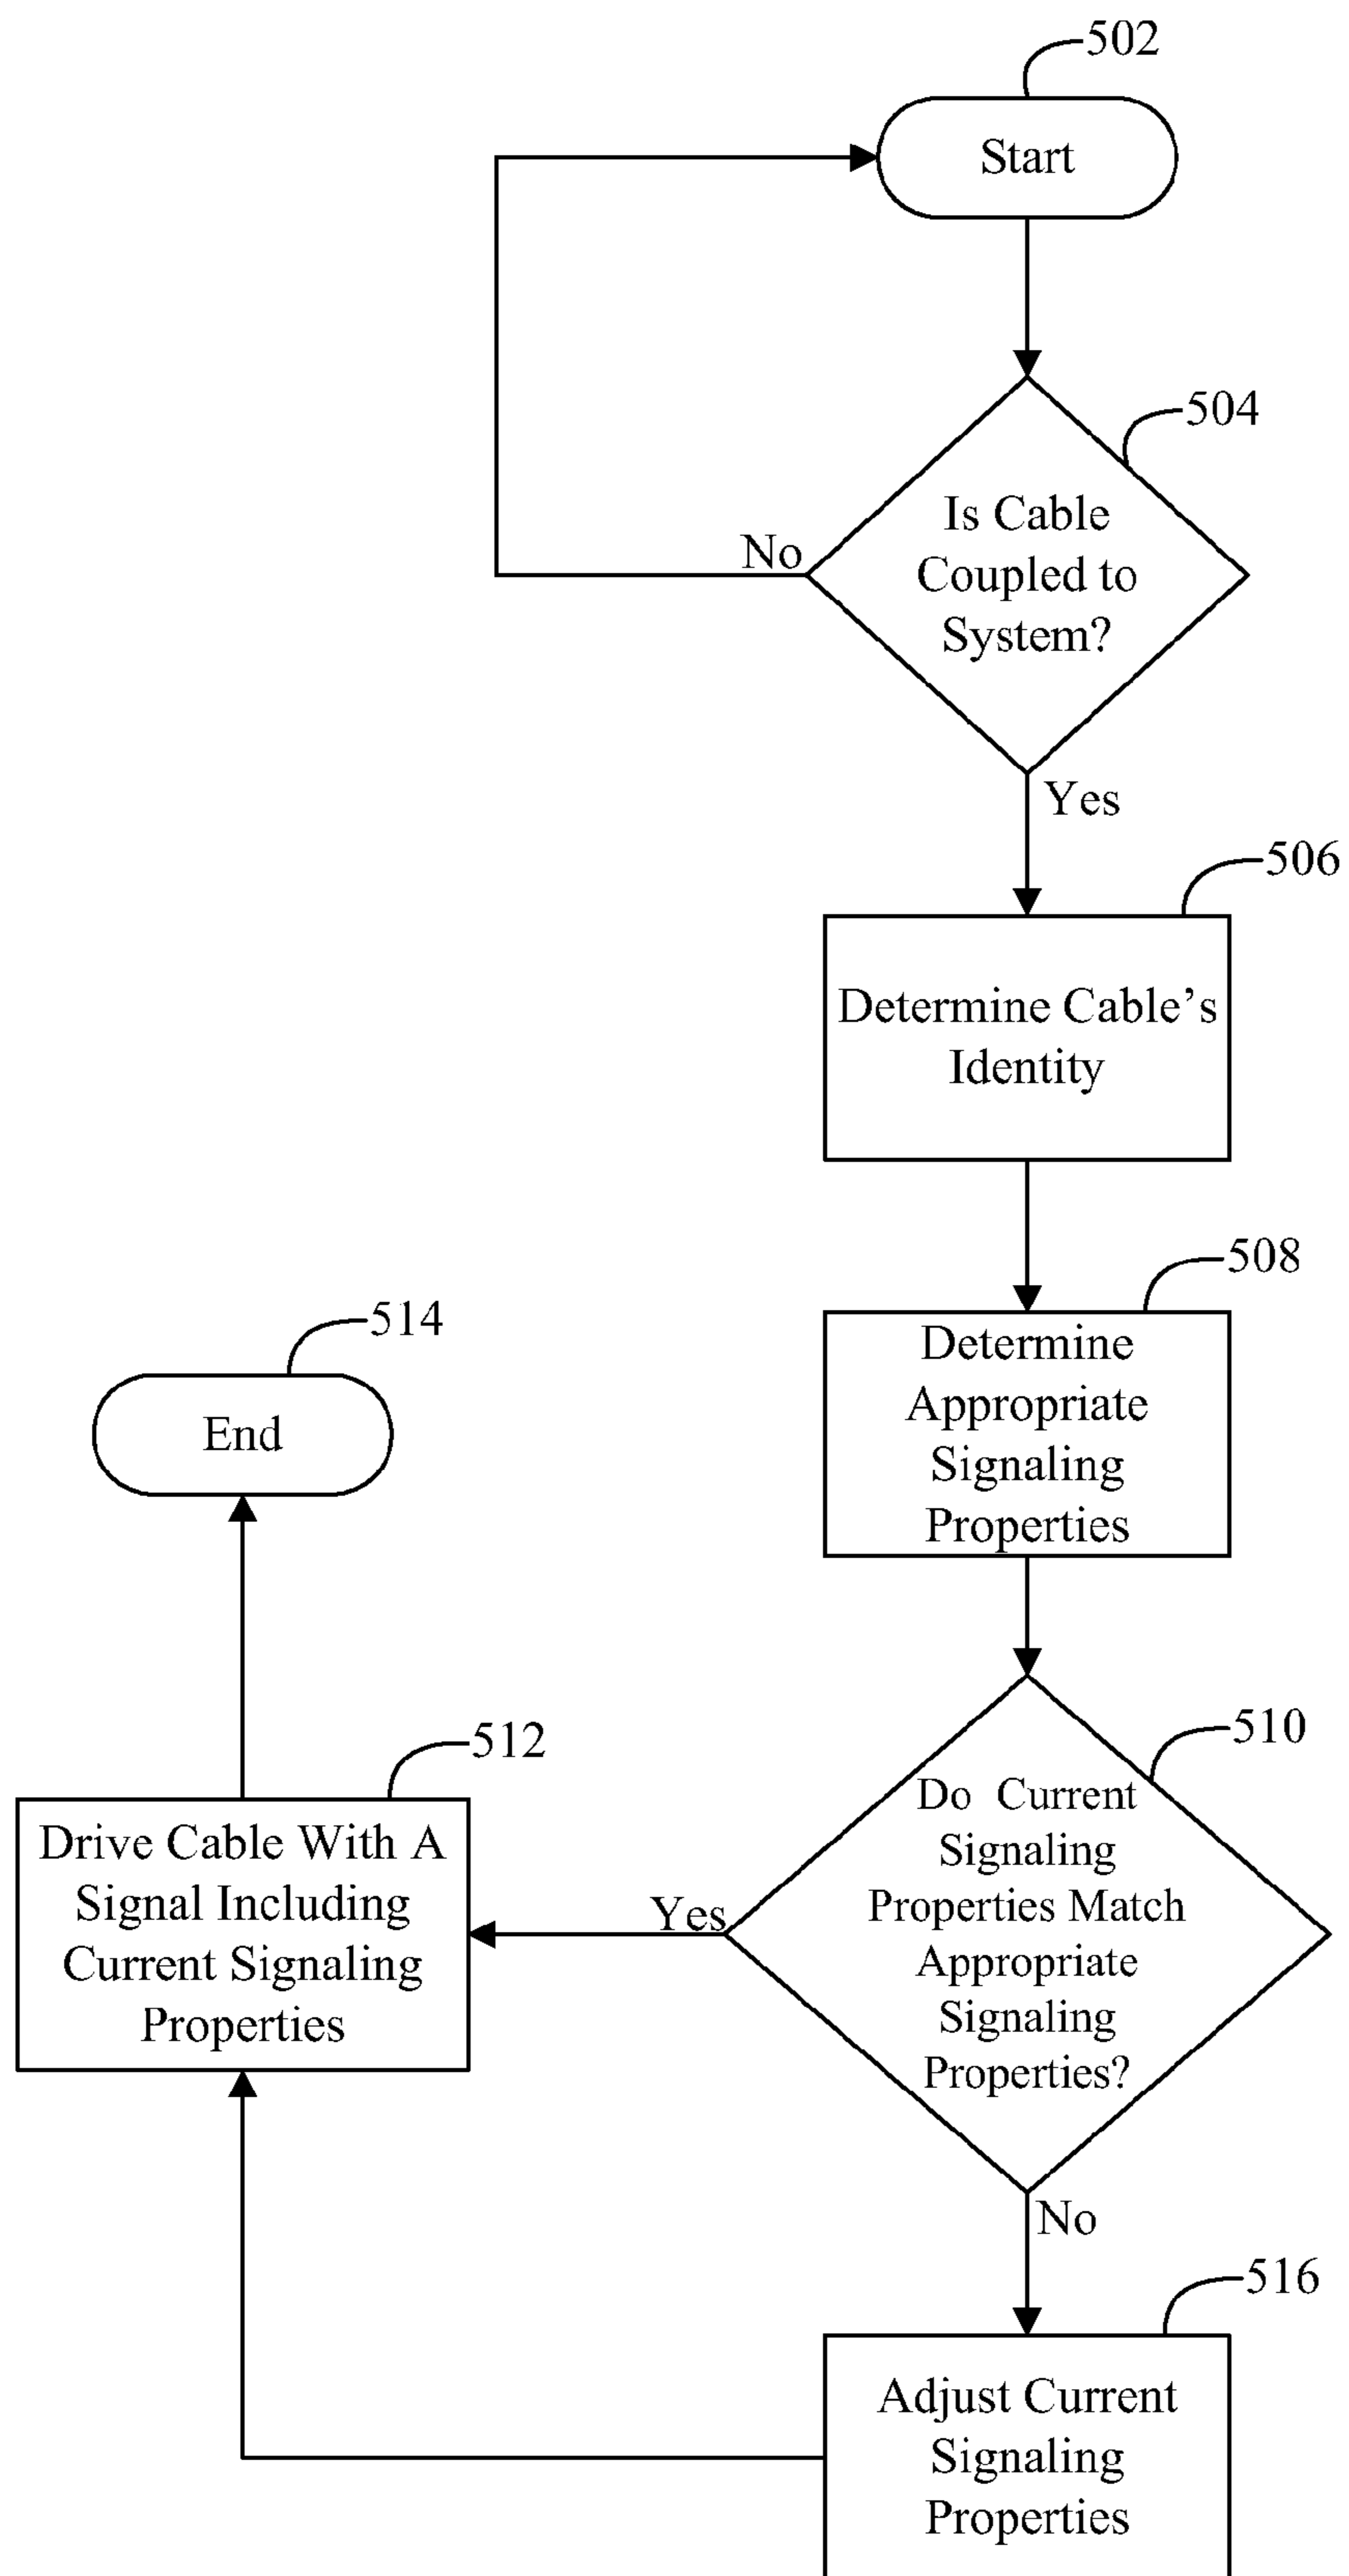 502
Start
504
Is Cable
Coupled to
System?
No
Yes
506
Determine Cable’s
Identity
508
Determine
Appropriate
Signaling
Properties
514
End
510
Do Current
Signaling
Properties Match
Appropriate
Signaling
Properties?
Yes
512
Drive Cable With A
Signal Including
Current Signaling
Properties
No
516
Adjust Current
Signaling
Properties